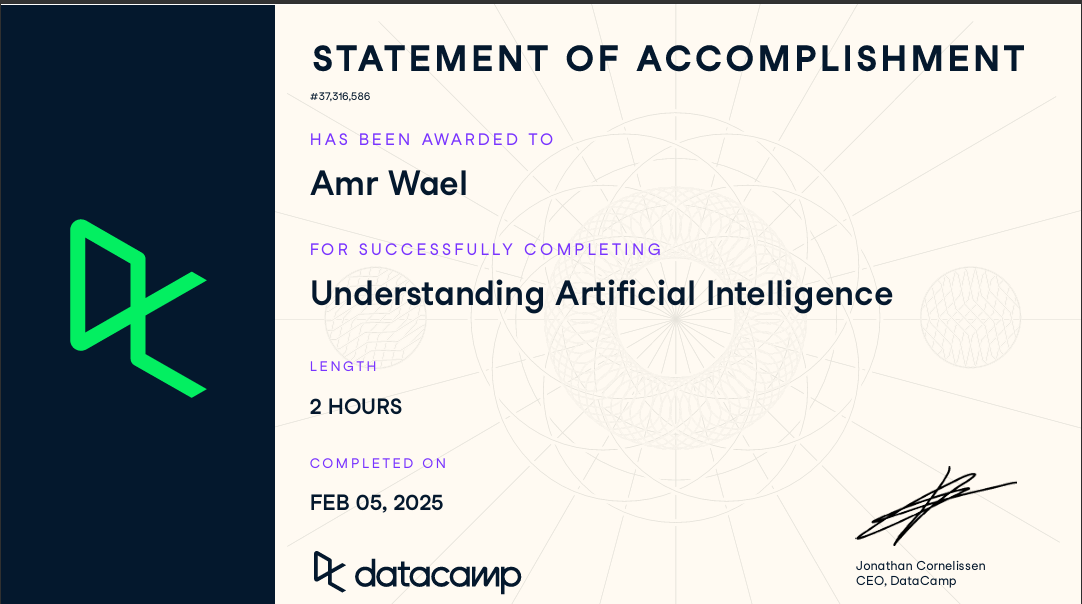 STATEMENT OF ACCOMPLISHMENT
#37,316,586
HAS BEEN AWARDED TO
Amr Wael
FOR SUCCESSFULLY COMPLETING
Understanding Artificial Intelligence
LENGTH
2 HOURS
COMPLETED ON
FEB 05, 2025
datacamp
Jonathan Cornelissen
CEO, DataCamp